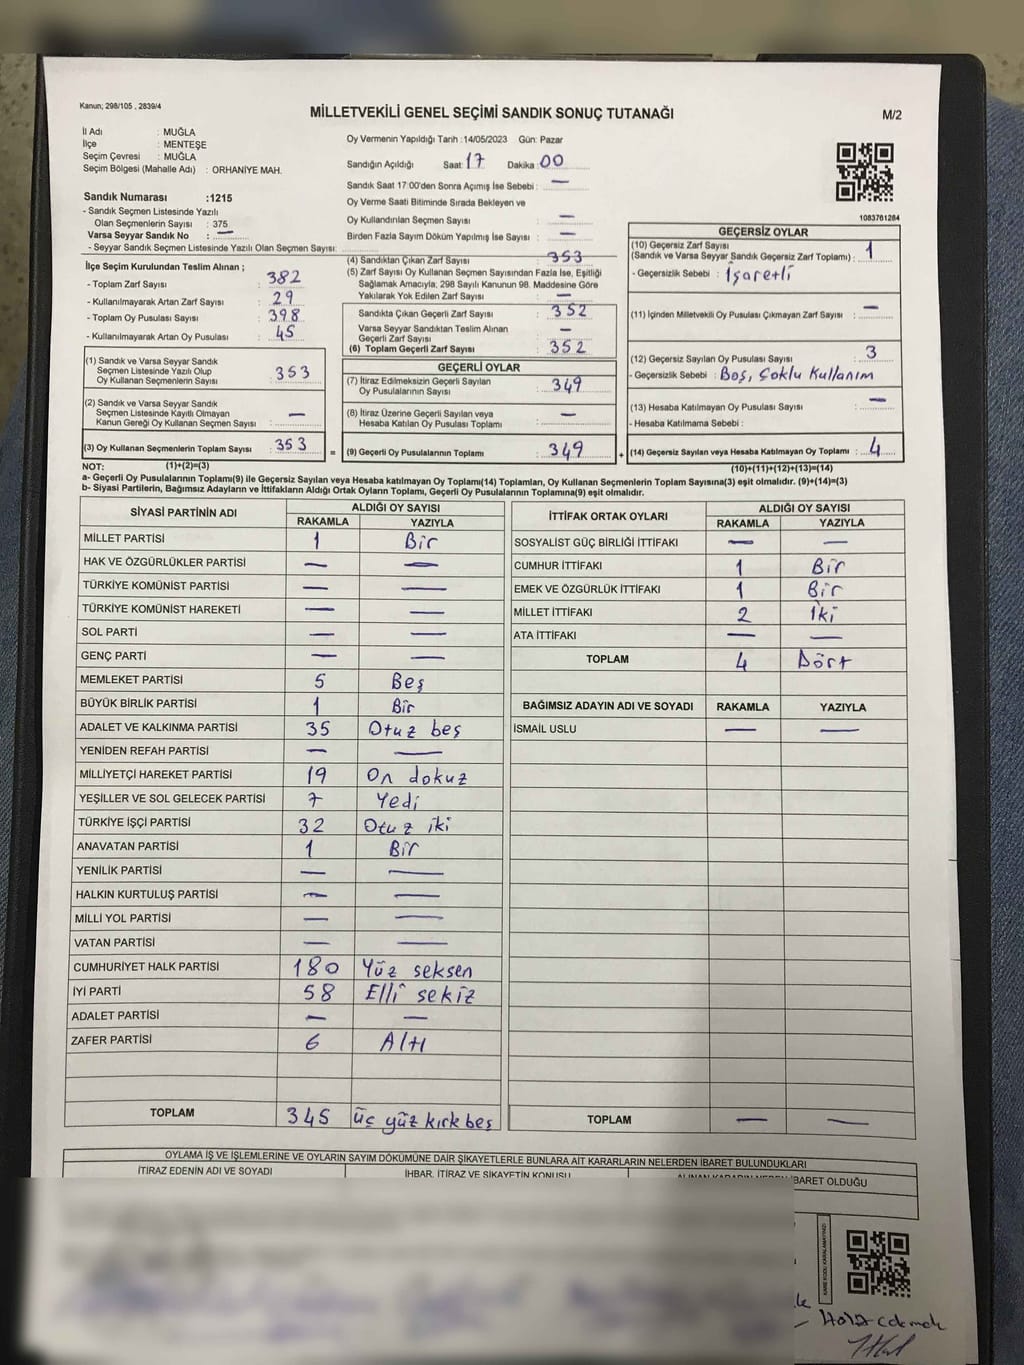 Kanun; 298/105 , 2839/4
MİLLETVEKİLİ GENEL SEÇİMİ SANDIK SONUÇ TUTANAĞI
M/2
İl Adı : MUĞLA
İlçe : MENTEŞE
Seçim Çevresi : MUĞLA
Seçim Bölgesi (Mahalle Adı) : ORHANİYE MAH.
Sandık Numarası :1215
- Sandık Seçmen Listesinde Yazılı
Olan Seçmenlerin Sayısı : 375
Varsa Seyyar Sandık No : —
- Seyyar Sandık Seçmen Listesinde Yazılı Olan Seçmen Sayısı:
Oy Vermenin Yapıldığı Tarih :14/05/2023 Gün: Pazar
Sandığın Açıldığı Saat: 17 Dakika: 00
Sandık Saat 17:00'den Sonra Açımış İse Sebebi : —
Oy Verme Saati Bitiminde Sırada Bekleyen ve
Oy Kullandırılan Seçmen Sayısı : —
Birden Fazla Sayım Döküm Yapılmış İse Sayısı : —
1083761284
İlçe Seçim Kurulundan Teslim Alınan ;
- Toplam Zarf Sayısı : 382
- Kullanılmayarak Artan Zarf Sayısı : 29
- Toplam Oy Pusulası Sayısı : 398
- Kullanılmayarak Artan Oy Pusulası : 45
(1) Sandık ve Varsa Seyyar Sandık
Seçmen Listesinde Yazılı Olup
Oy Kullanan Seçmenlerin Sayısı : 353
(2) Sandık ve Varsa Seyyar Sandık
Seçmen Listesinde Kayıtlı Olmayan
Kanun Gereği Oy Kullanan Seçmen Sayısı : —
(3) Oy Kullanan Seçmenlerin Toplam Sayısı : 353
(4) Sandıktan Çıkan Zarf Sayısı : 353
(5) Zarf Sayısı Oy Kullanan Seçmen Sayısından Fazla İse, Eşitliği
Sağlamak Amacıyla; 298 Sayılı Kanunun 98. Maddesine Göre
Yakılarak Yok Edilen Zarf Sayısı : —
Sandıkta Çıkan Geçerli Zarf Sayısı : 352
Varsa Seyyar Sandıktan Teslim Alınan
Geçerli Zarf Sayısı : —
(6) Toplam Geçerli Zarf Sayısı : 352
GEÇERLİ OYLAR
(7) İtiraz Edilmeksizin Geçerli Sayılan
Oy Pusulalarının Sayısı : 349
(8) İtiraz Üzerine Geçerli Sayılan veya
Hesaba Katılan Oy Pusulası Toplamı : —
= (9) Geçerli Oy Pusulalarının Toplamı : 349
GEÇERSİZ OYLAR
(10) Geçersiz Zarf Sayısı
(Sandık ve Varsa Seyyar Sandık Geçersiz Zarf Toplamı) : 1
- Geçersizlik Sebebi : İşaretli
(11) İçinden Milletvekili Oy Pusulası Çıkmayan Zarf Sayısı : —
(12) Geçersiz Sayılan Oy Pusulası Sayısı : 3
- Geçersizlik Sebebi : Boş, Çoklu Kullanım
(13) Hesaba Katılmayan Oy Pusulası Sayısı : —
- Hesaba Katılmama Sebebi :
+ (14) Geçersiz Sayılan veya Hesaba Katılmayan Oy Toplamı : 4
NOT: (1)+(2)=(3) (10)+(11)+(12)+(13)=(14)
a- Geçerli Oy Pusulalarının Toplamı(9) ile Geçersiz Sayılan veya Hesaba katılmayan Oy Toplamı(14) Toplamları, Oy Kullanan Seçmenlerin Toplam Sayısına(3) eşit olmalıdır. (9)+(14)=(3)
b- Siyasi Partilerin, Bağımsız Adayların ve İttifakların Aldığı Ortak Oyların Toplamı, Geçerli Oy Pusulalarının Toplamına(9) eşit olmalıdır.
SİYASİ PARTİNİN ADI ALDIĞI OY SAYISI
RAKAMLA YAZIYLA
MİLLET PARTİSİ 1 Bir
HAK VE ÖZGÜRLÜKLER PARTİSİ — —
TÜRKİYE KOMÜNİST PARTİSİ — —
TÜRKİYE KOMÜNİST HAREKETİ — —
SOL PARTİ — —
GENÇ PARTİ — —
MEMLEKET PARTİSİ 5 Beş
BÜYÜK BİRLİK PARTİSİ 1 Bir
ADALET VE KALKINMA PARTİSİ 35 Otuz beş
YENİDEN REFAH PARTİSİ — —
MİLLİYETÇİ HAREKET PARTİSİ 19 On dokuz
YEŞİLLER VE SOL GELECEK PARTİSİ 7 Yedi
TÜRKİYE İŞÇİ PARTİSİ 32 Otuz iki
ANAVATAN PARTİSİ 1 Bir
YENİLİK PARTİSİ — —
HALKIN KURTULUŞ PARTİSİ — —
MİLLİ YOL PARTİSİ — —
VATAN PARTİSİ — —
CUMHURİYET HALK PARTİSİ 180 Yüz seksen
İYİ PARTİ 58 Elli sekiz
ADALET PARTİSİ — —
ZAFER PARTİSİ 6 Altı
TOPLAM 345 üç yüz kırk beş
İTTİFAK ORTAK OYLARI ALDIĞI OY SAYISI
RAKAMLA YAZIYLA
SOSYALİST GÜÇ BİRLİĞİ İTTİFAKI — —
CUMHUR İTTİFAKI 1 Bir
EMEK VE ÖZGÜRLÜK İTTİFAKI 1 Bir
MİLLET İTTİFAKI 2 İki
ATA İTTİFAKI — —
TOPLAM 4 Dört
BAĞIMSIZ ADAYIN ADI VE SOYADI RAKAMLA YAZIYLA
İSMAİL USLU — —
TOPLAM — —
OYLAMA İŞ VE İŞLEMLERİNE VE OYLARIN SAYIM DÖKÜMÜNE DAİR ŞİKAYETLERLE BUNLARA AİT KARARLARIN NELERDEN İBARET BULUNDUKLARI
İTİRAZ EDENİN ADI VE SOYADI İHBAR, İTİRAZ VE ŞİKAYETİN KONUSU İBARET OLDUĞU
KARE KODU KARALAMAYINIZ!